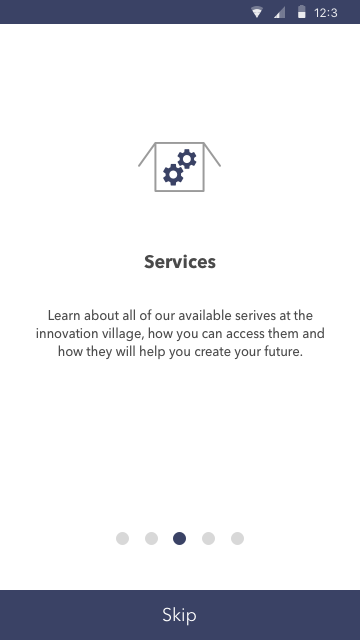 12:3
Services
Learn about all of our available serives at the
innovation village, how you can access them and
how they will help you create your future.
Skip